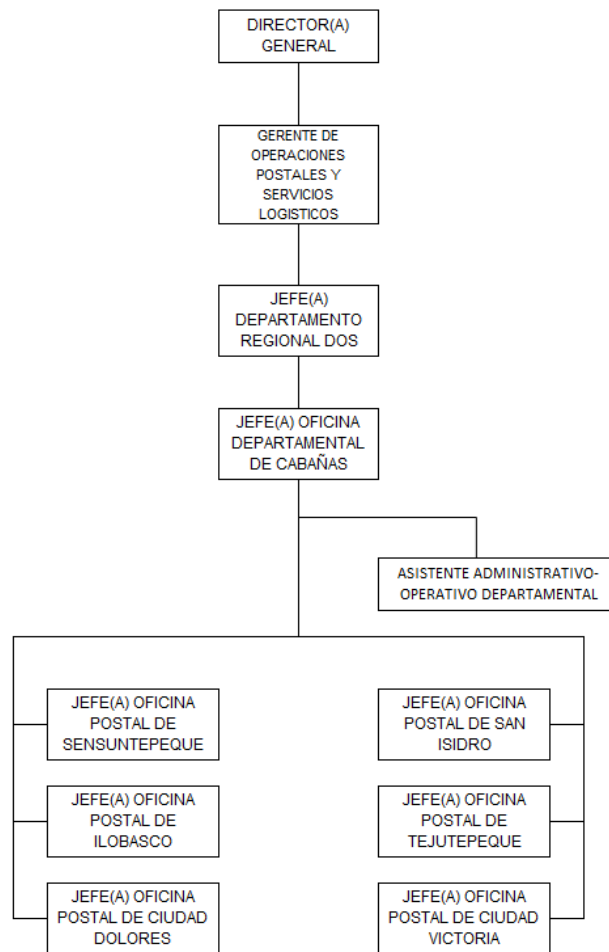 DIRECTOR(A)
GENERAL
GERENTE DE
OPERACIONES
POSTALES Y
SERVICIOS
LOGISTICOS
JEFE(A)
DEPARTAMENTO
REGIONAL DOS
JEFE(A) OFICINA
DEPARTAMENTAL
DE CABAÑAS
ASISTENTE ADMINISTRATIVO-
OPERATIVO DEPARTAMENTAL
JEFE(A) OFICINA
POSTAL DE
SENSUNTEPEQUE
JEFE(A) OFICINA
POSTAL DE SAN
ISIDRO
JEFE(A) OFICINA
POSTAL DE
ILOBASCO
JEFE(A) OFICINA
POSTAL DE
TEJUTEPEQUE
JEFE(A) OFICINA
POSTAL DE CIUDAD
DOLORES
JEFE(A) OFICINA
POSTAL DE CIUDAD
VICTORIA